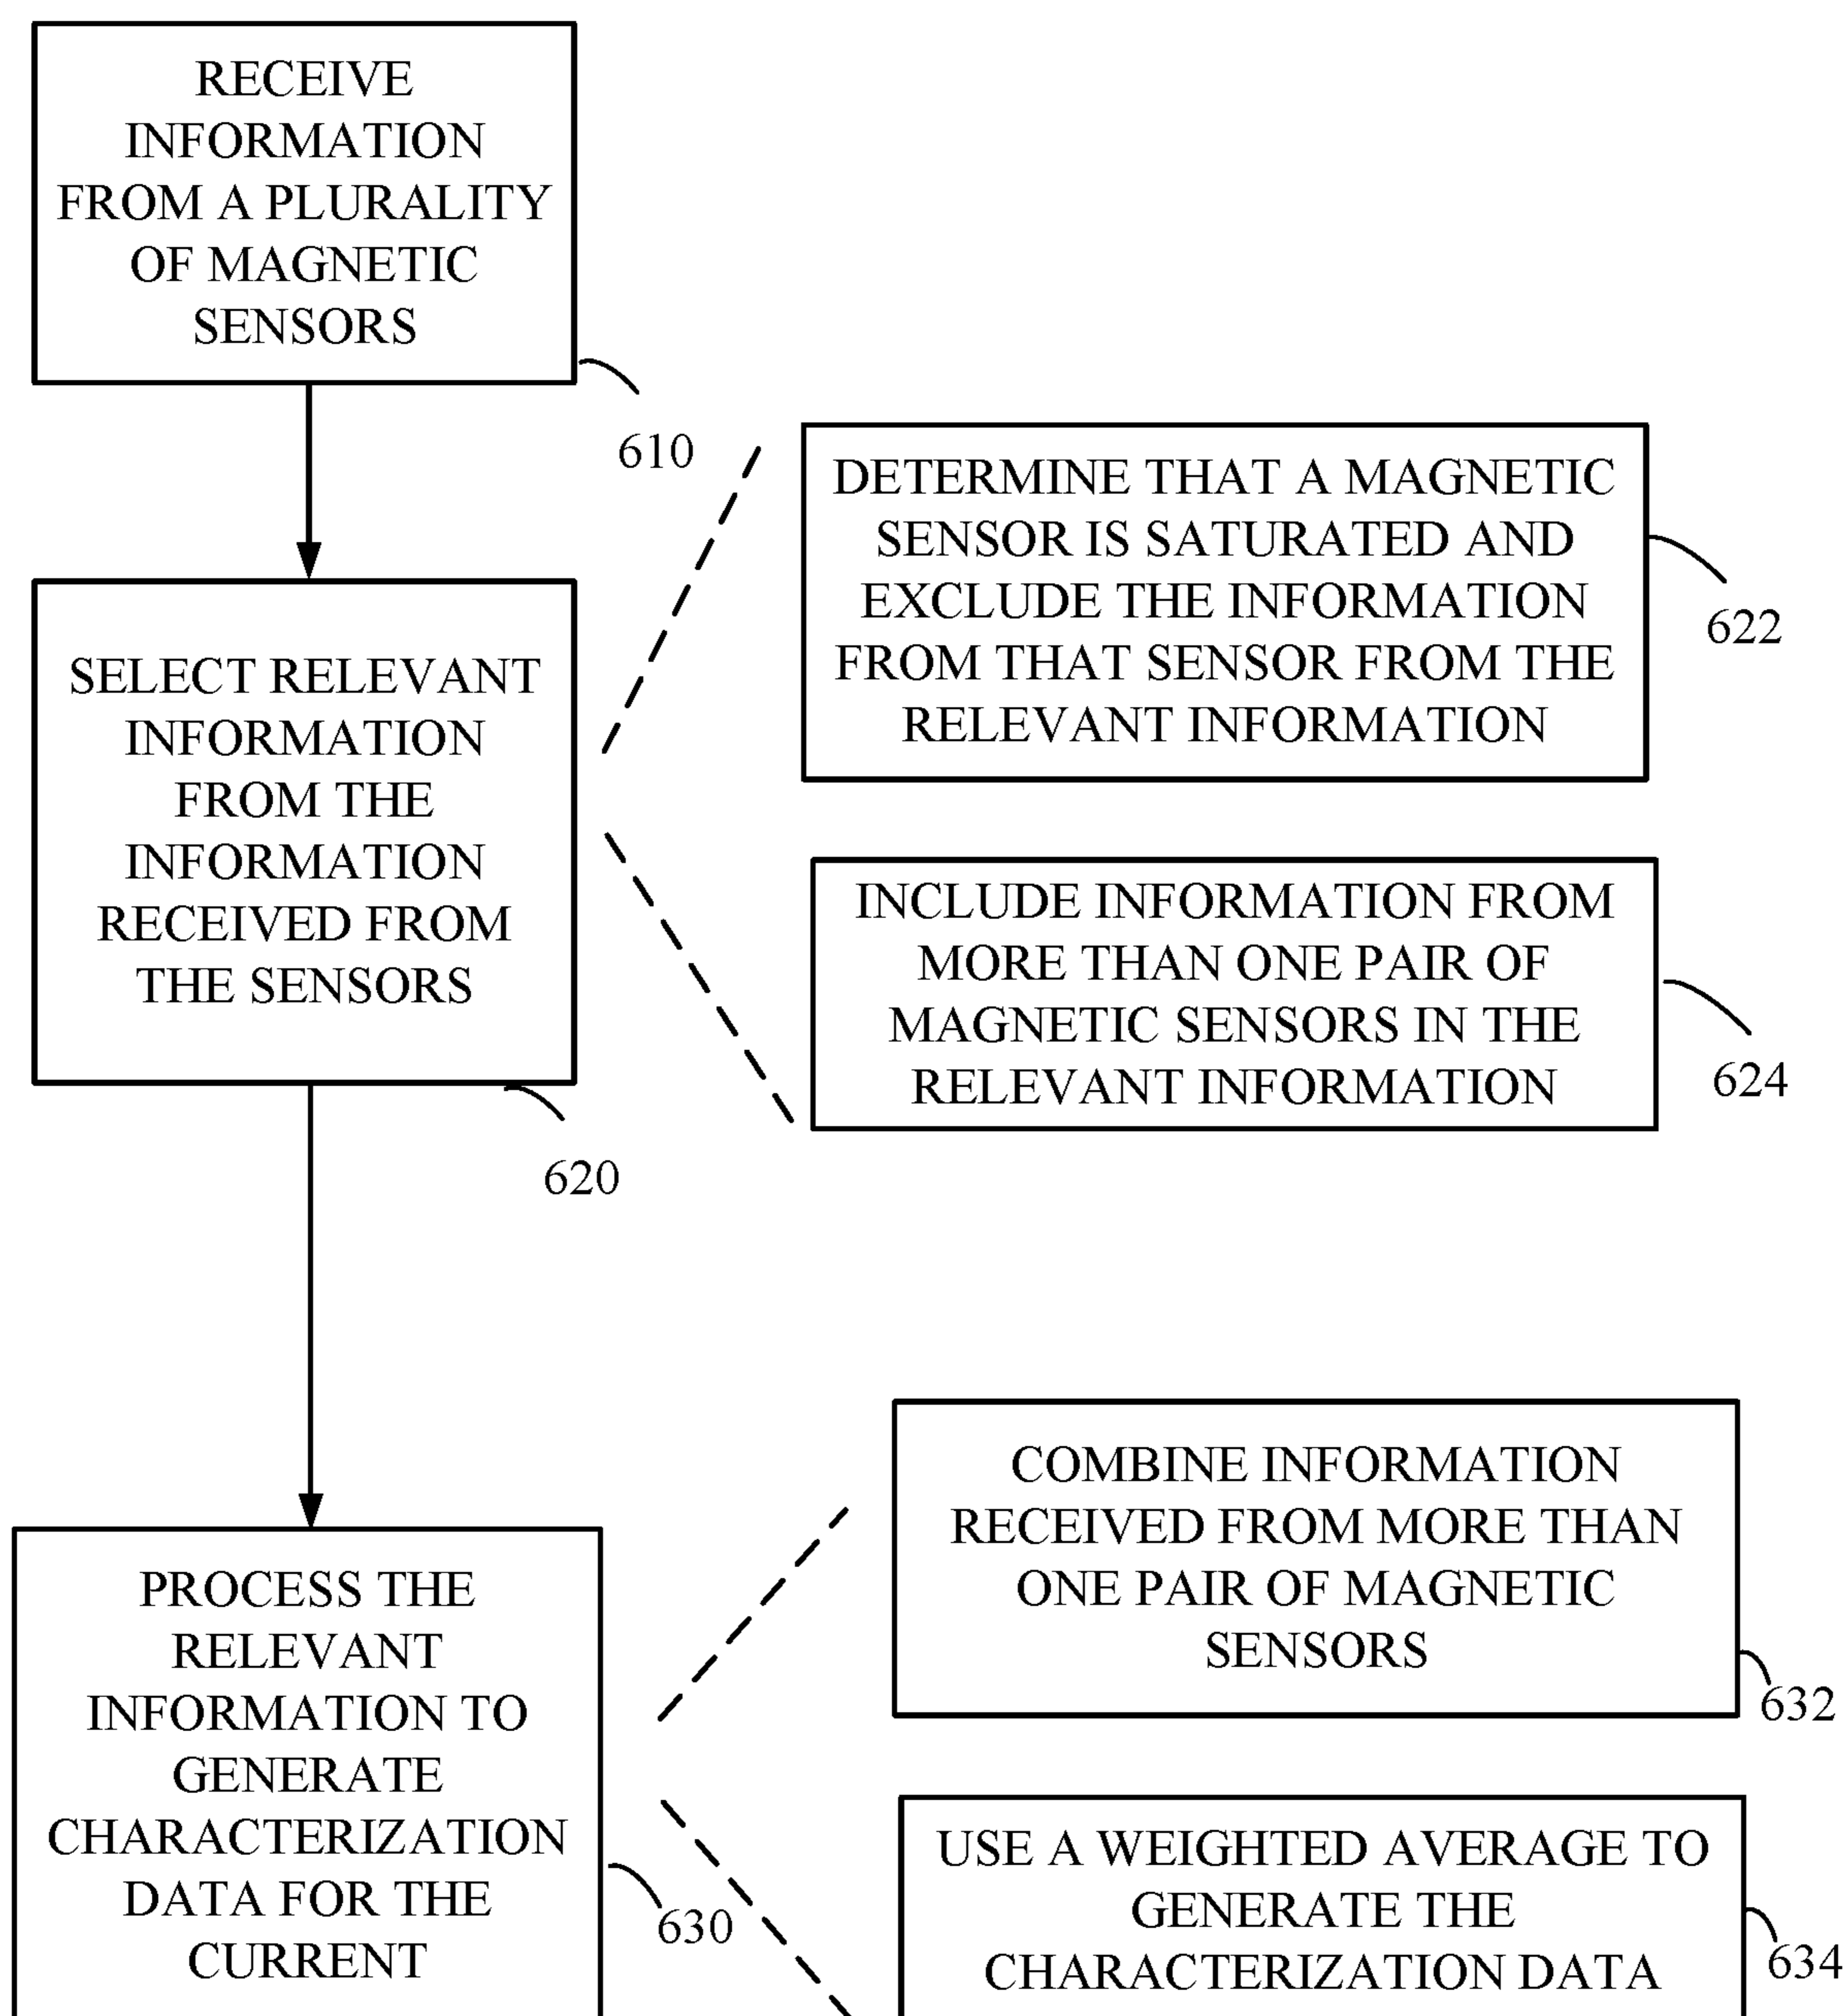 RECEIVE
INFORMATION
FROM A PLURALITY
OF MAGNETIC
SENSORS
610
DETERMINE THAT A MAGNETIC
SENSOR IS SATURATED AND
EXCLUDE THE INFORMATION
FROM THAT SENSOR FROM THE
RELEVANT INFORMATION
622
SELECT RELEVANT
INFORMATION
FROM THE
INFORMATION
RECEIVED FROM
THE SENSORS
620
INCLUDE INFORMATION FROM
MORE THAN ONE PAIR OF
MAGNETIC SENSORS IN THE
RELEVANT INFORMATION
624
COMBINE INFORMATION
RECEIVED FROM MORE THAN
ONE PAIR OF MAGNETIC
SENSORS
632
PROCESS THE
RELEVANT
INFORMATION TO
GENERATE
CHARACTERIZATION
DATA FOR THE
CURRENT
630
USE A WEIGHTED AVERAGE TO
GENERATE THE
CHARACTERIZATION DATA
634